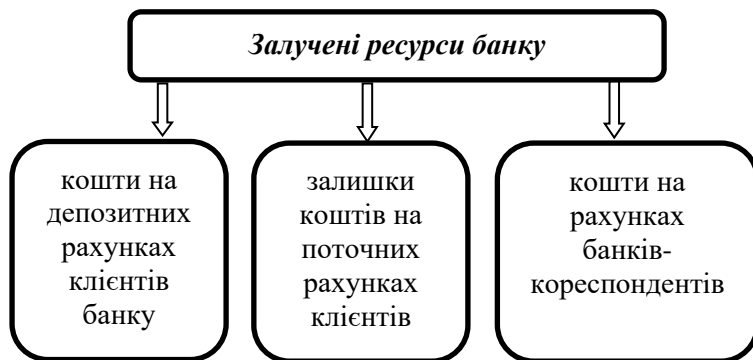 Залучені ресурси банку
кошти на
депозитних
рахунках
клієнтів
банку
залишки
коштів на
поточних
рахунках
клієнтів
кошти на
рахунках
банків-
кореспондентів